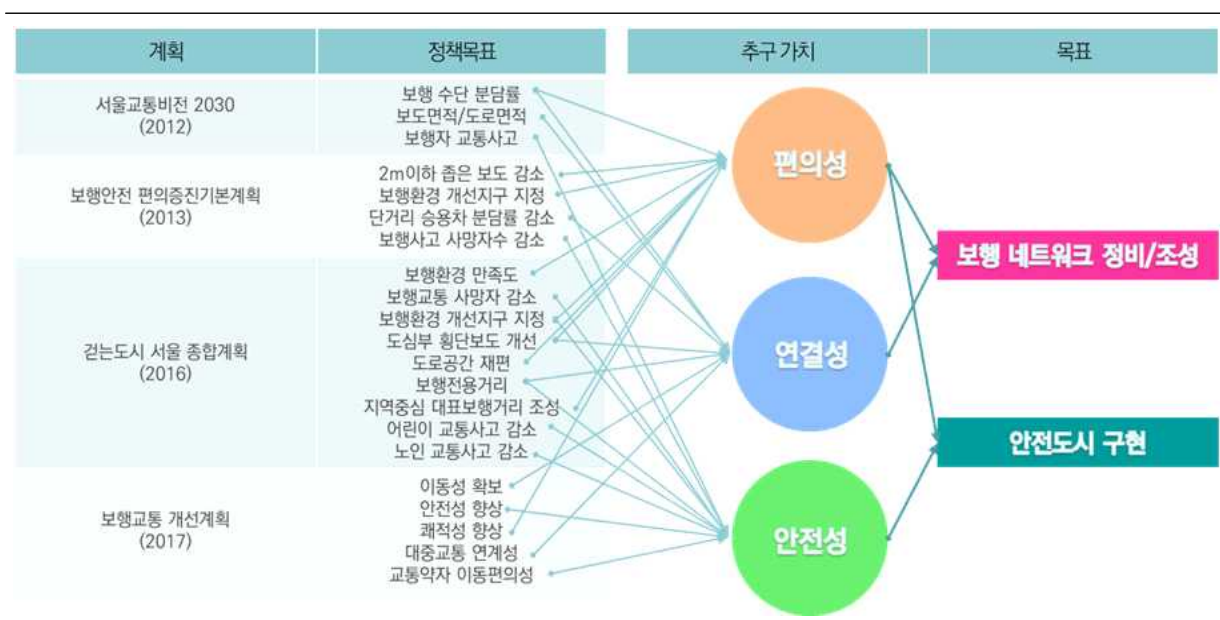 계획
정책목표
추구 가치
목표
서울교통비전 2030
(2012)
보행 수단 분담률
보도면적/도로면적
보행자 교통사고
보행안전 편의증진기본계획
(2013)
2m이하 좁은 보도 감소
보행환경 개선지구 지정
단거리 승용차 분담률 감소
보행사고 사망자수 감소
걷는도시 서울 종합계획
(2016)
보행환경 만족도
보행교통 사망자 감소
보행환경 개선지구 지정
도심부 횡단보도 개선
도로공간 재편
보행전용거리
지역중심 대표보행거리 조성
어린이 교통사고 감소
노인 교통사고 감소
보행교통 개선계획
(2017)
이동성 확보
안전성 향상
쾌적성 향상
대중교통 연계성
교통약자 이동편의성
편의성
연결성
안전성
보행 네트워크 정비/조성
안전도시 구현